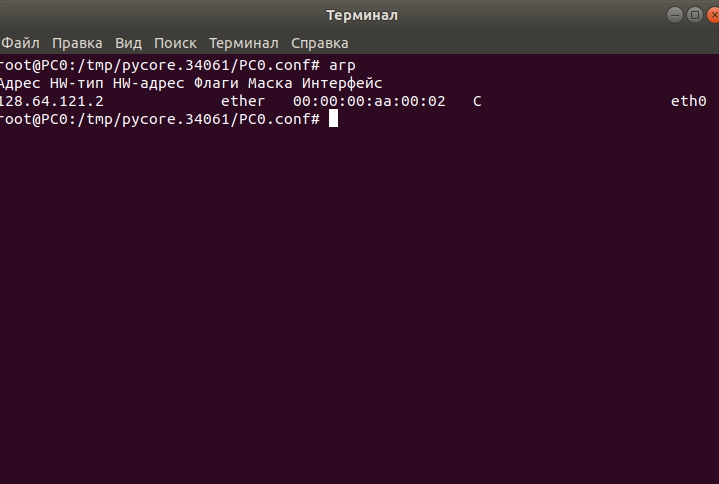 Терминал
Файл Правка Вид Поиск Терминал Справка
root@PC0:/tmp/pycore.34061/PC0.conf# arp
Адрес HW-тип HW-адрес Флаги Маска Интерфейс
128.64.121.2 ether 00:00:00:aa:00:02 C eth0
root@PC0:/tmp/pycore.34061/PC0.conf#